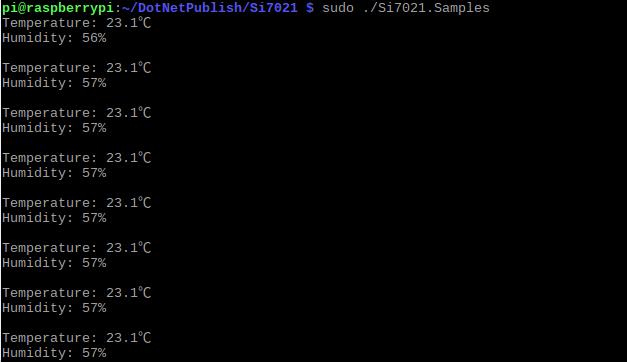 pi@raspberrypi:~/DotNetPublish/Si7021 $ sudo ./Si7021.Samples
Temperature: 23.1℃
Humidity: 56%
Temperature: 23.1℃
Humidity: 57%
Temperature: 23.1℃
Humidity: 57%
Temperature: 23.1℃
Humidity: 57%
Temperature: 23.1℃
Humidity: 57%
Temperature: 23.1℃
Humidity: 57%
Temperature: 23.1℃
Humidity: 57%
Temperature: 23.1℃
Humidity: 57%